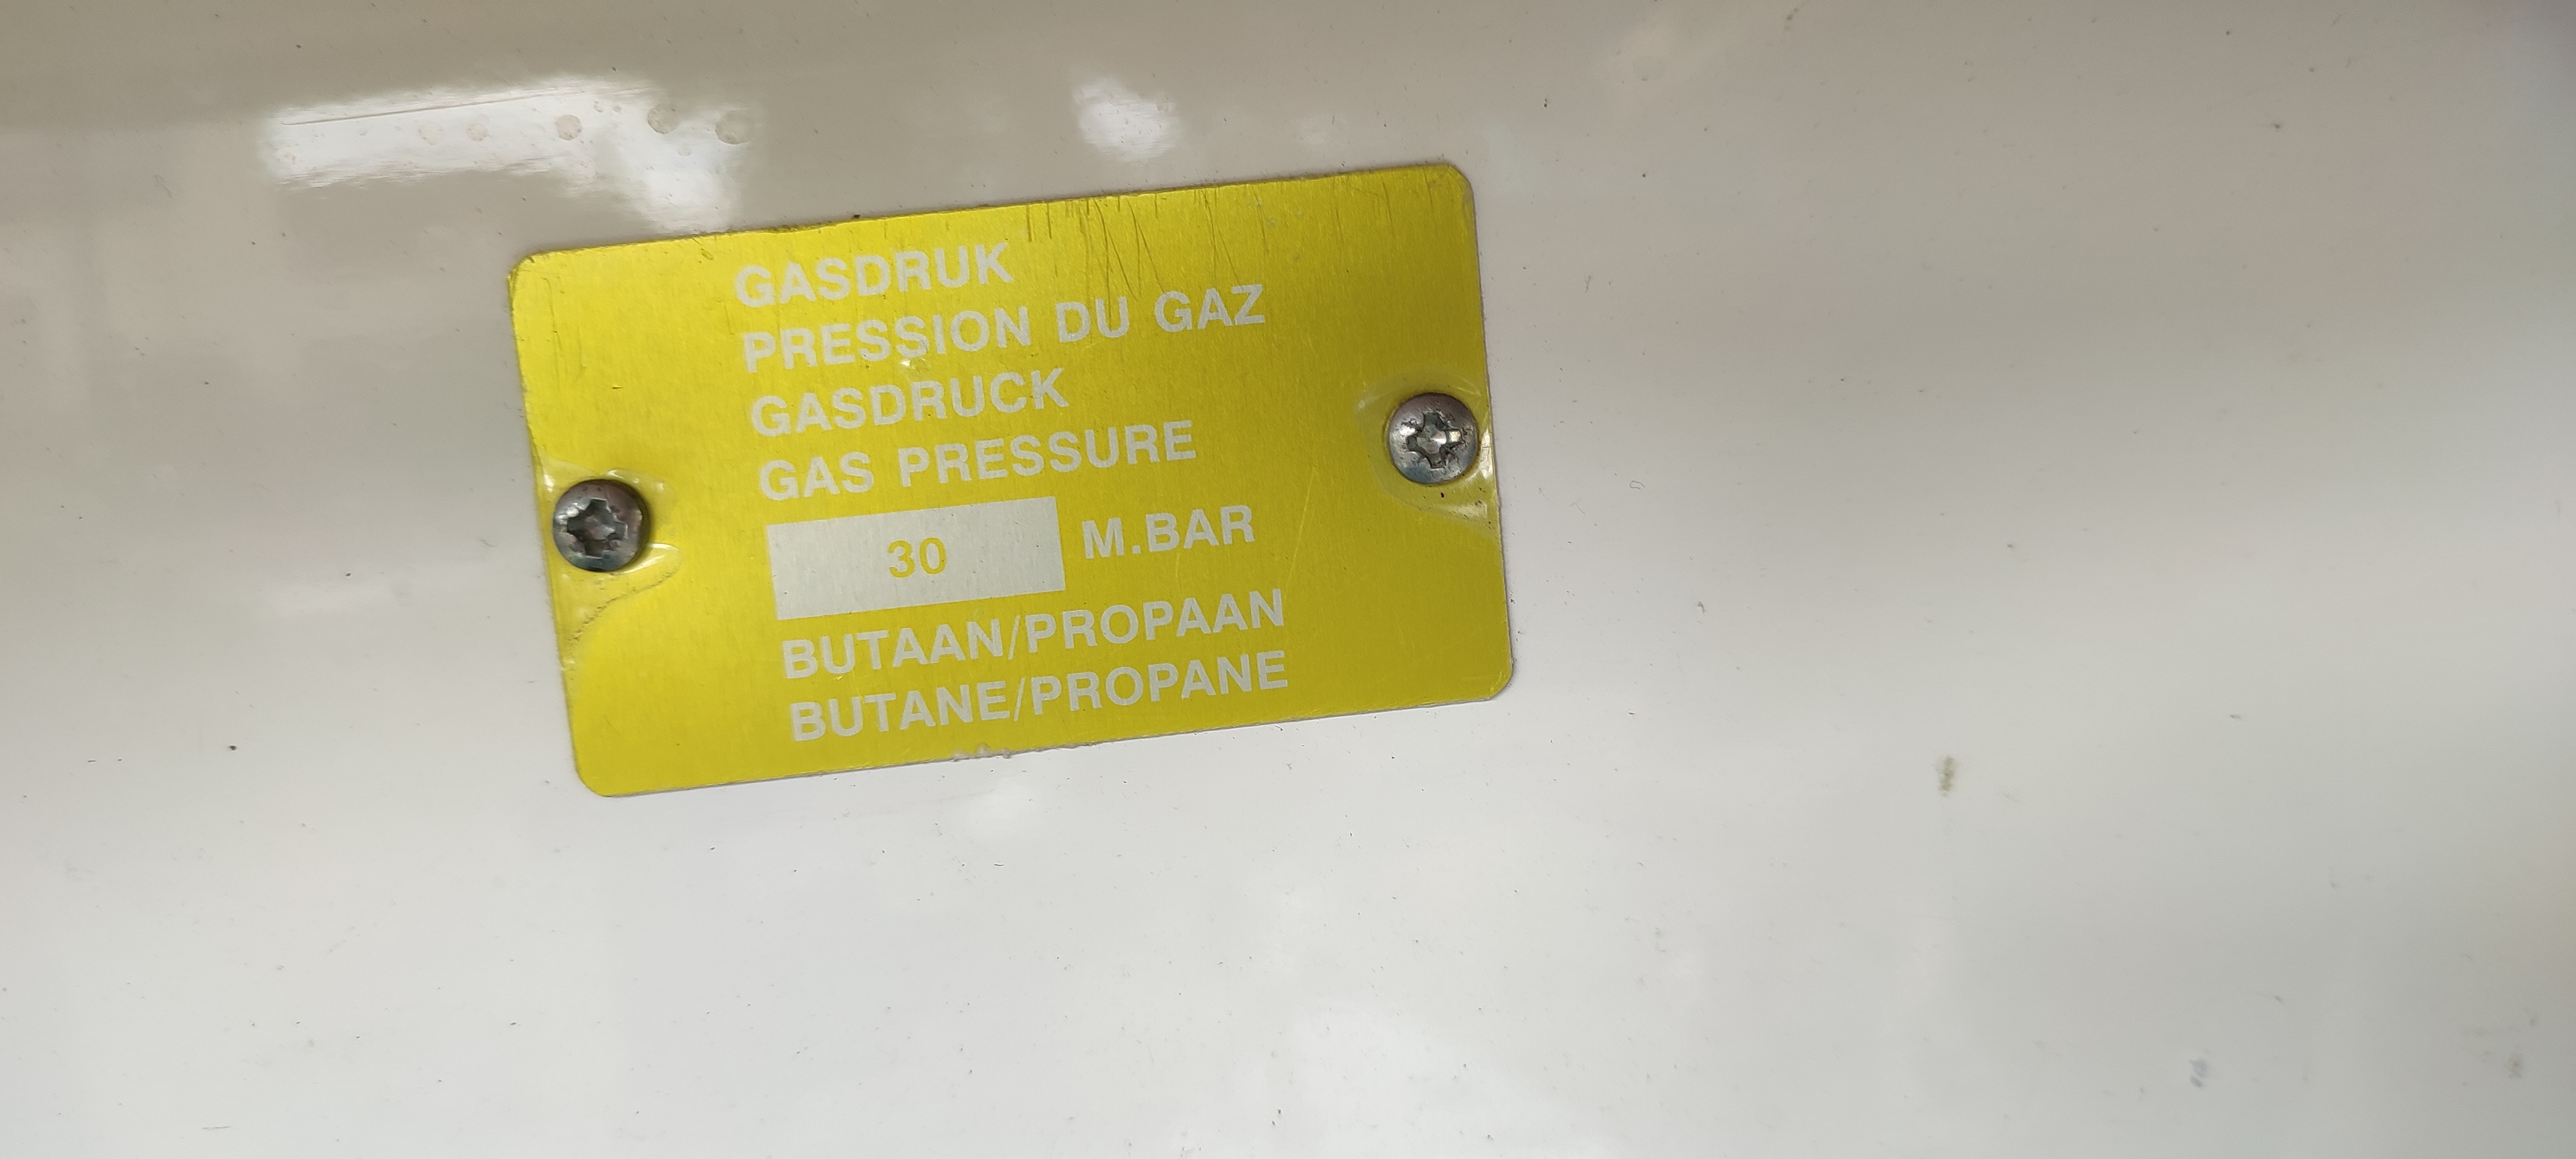 GASDRUK
PRESSION DU GAZ
GASDRUCK
GAS PRESSURE
30 M.BAR
BUTAAN/PROPAAN
BUTANE/PROPANE